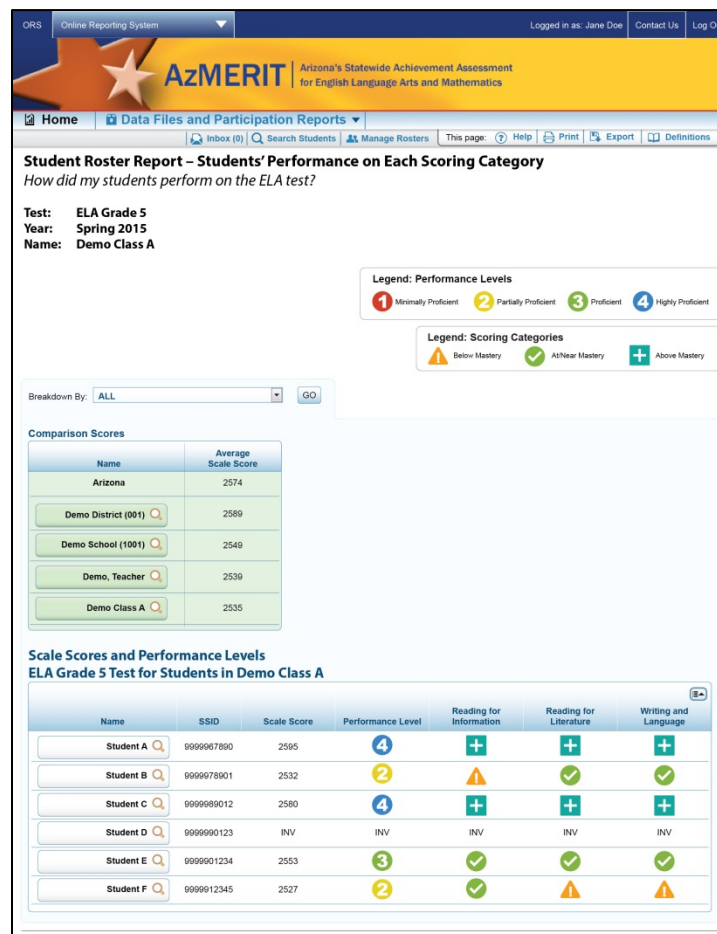 ORS Online Reporting System Logged in as: Jane Doe Contact Us Log O
AzMERIT Arizona's Statewide Achievement Assessment
for English Language Arts and Mathematics
Home Data Files and Participation Reports
Inbox (0) Search Students Manage Rosters This page: ? Help Print Export Definitions
Student Roster Report – Students' Performance on Each Scoring Category
How did my students perform on the ELA test?
Test: ELA Grade 5
Year: Spring 2015
Name: Demo Class A
Legend: Performance Levels
1 Minimally Proficient 2 Partially Proficient 3 Proficient 4 Highly Proficient
Legend: Scoring Categories
Below Mastery At/Near Mastery Above Mastery
Breakdown By: ALL GO
Comparison Scores
Name Average Scale Score
Arizona 2574
Demo District (001) 2589
Demo School (1001) 2549
Demo, Teacher 2539
Demo Class A 2535
Scale Scores and Performance Levels
ELA Grade 5 Test for Students in Demo Class A
Name SSID Scale Score Performance Level Reading for Information Reading for Literature Writing and Language
Student A 9999967890 2595 4
Student B 9999978901 2532 2
Student C 9999989012 2580 4
Student D 9999990123 INV INV INV INV INV
Student E 9999901234 2553 3
Student F 9999912345 2527 2